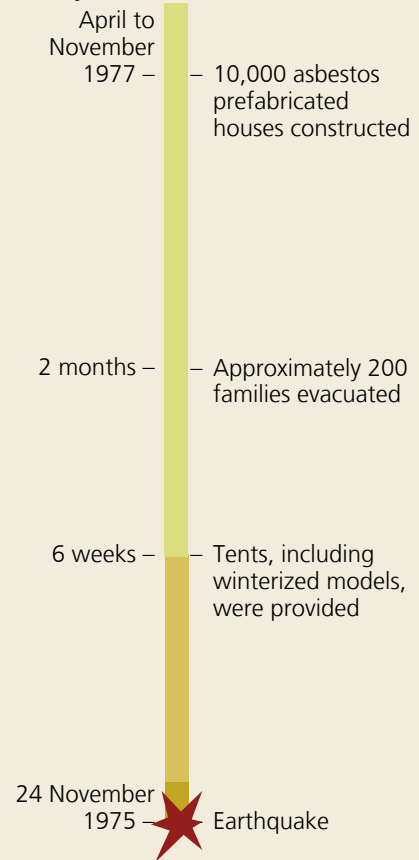 April to
November
1977 –
– 10,000 asbestos
prefabricated
houses constructed
2 months –
– Approximately 200
families evacuated
6 weeks –
– Tents, including
winterized models,
were provided
24 November
1975 –
– Earthquake